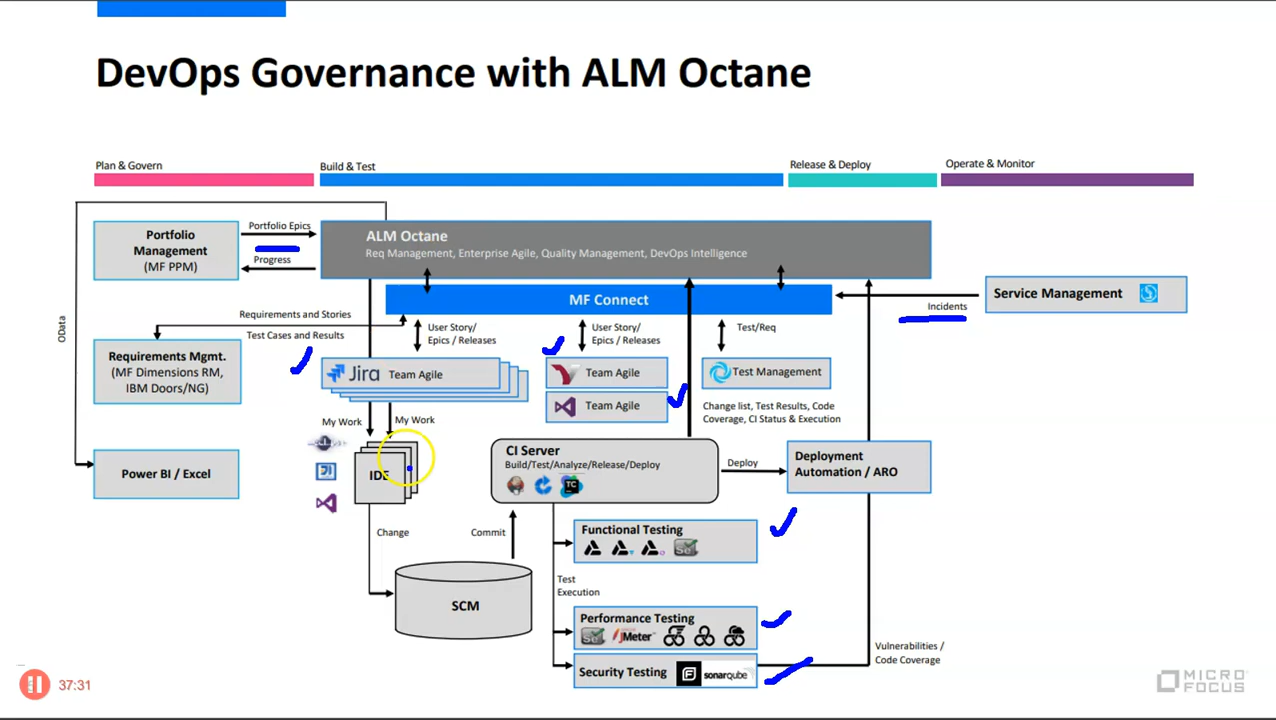 DevOps Governance with ALM Octane
Plan & Govern
Build & Test
Release & Deploy
Operate & Monitor
Portfolio
Management
(MF PPM)
Portfolio Epics
Progress
ALM Octane
Req Management, Enterprise Agile, Quality Management, DevOps Intelligence
MF Connect
Service Management
Incidents
OData
Requirements and Stories
Test Cases and Results
User Story/
Epics / Releases
User Story/
Epics / Releases
Test/Req
Requirements Mgmt.
(MF Dimensions RM,
IBM Doors/NG)
Jira Team Agile
Team Agile
Team Agile
Test Management
Change list, Test Results, Code
Coverage, CI Status & Execution
My Work
My Work
Power BI / Excel
IDE
CI Server
Build/Test/Analyze/Release/Deploy
TC
Deploy
Deployment
Automation / ARO
Change
Commit
Functional Testing
Se
Test
Execution
SCM
Performance Testing
Se
JMeter
Security Testing
F
sonarqube
Vulnerabilities /
Code Coverage
37:31
MICRO
FOCUS